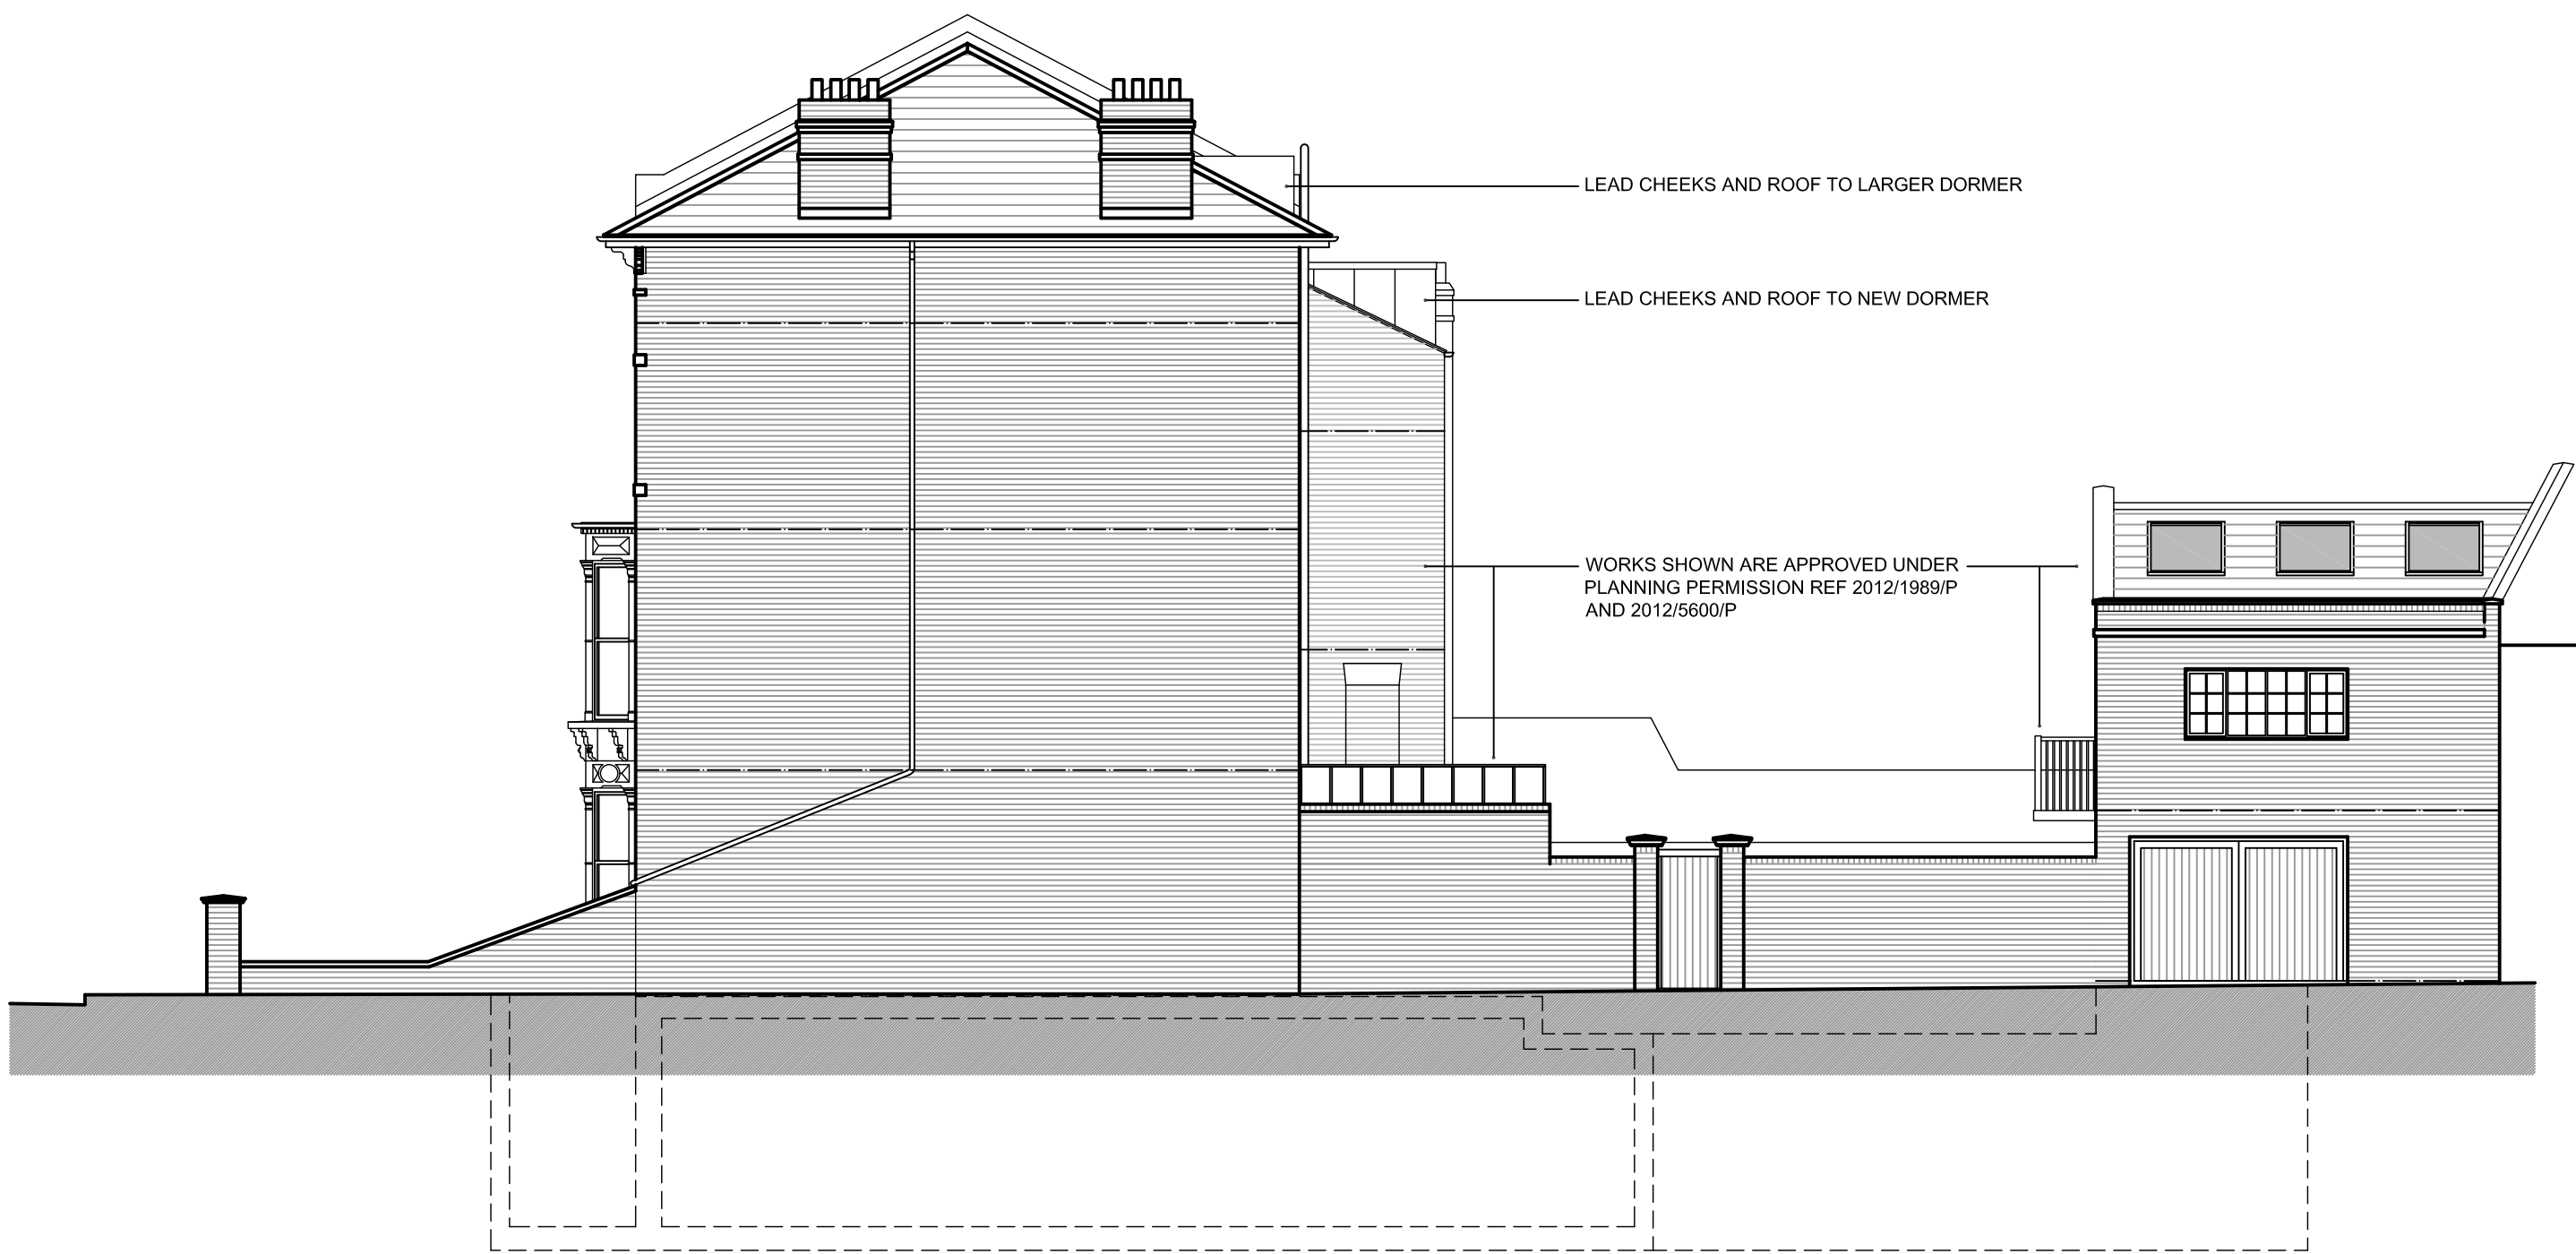 LEAD CHEEKS AND ROOF TO LARGER DORMER
LEAD CHEEKS AND ROOF TO NEW DORMER
WORKS SHOWN ARE APPROVED UNDER
PLANNING PERMISSION REF 2012/1989/P
AND 2012/5600/P